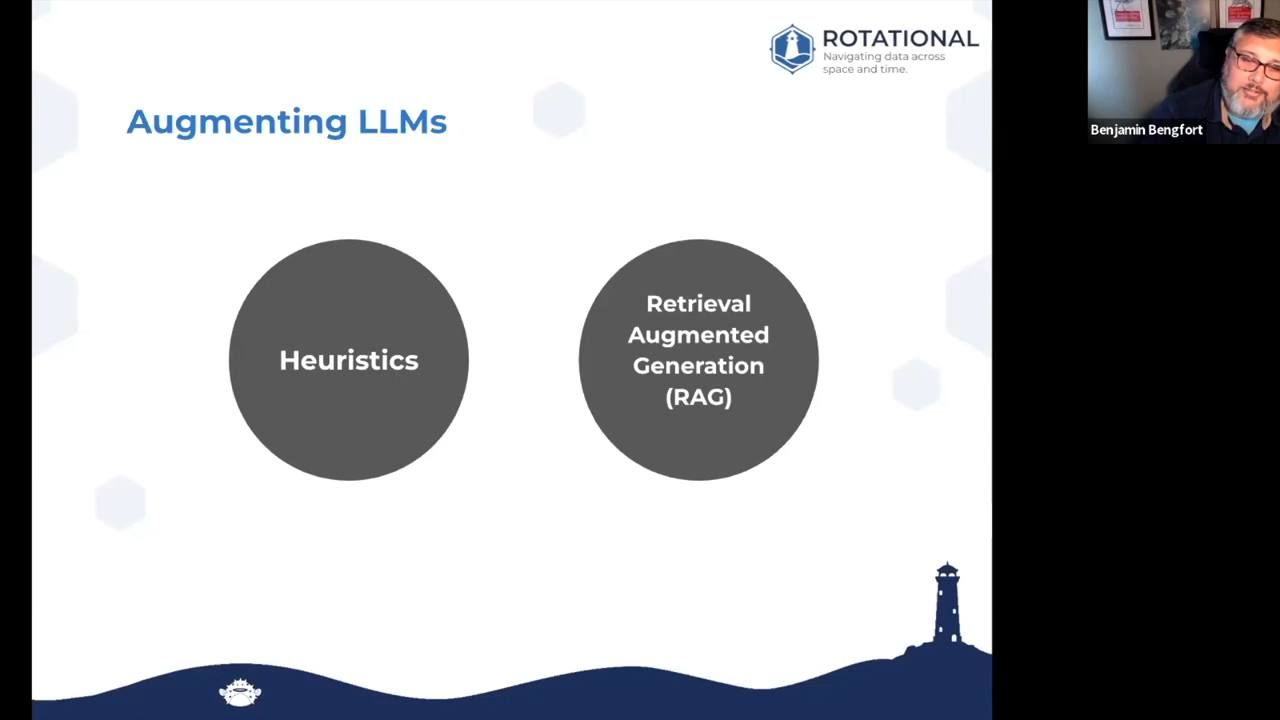 ROTATIONAL
Navigating data across
space and time.
Augmenting LLMs
Heuristics
Retrieval
Augmented
Generation
(RAG)
Benjamin Bengfort